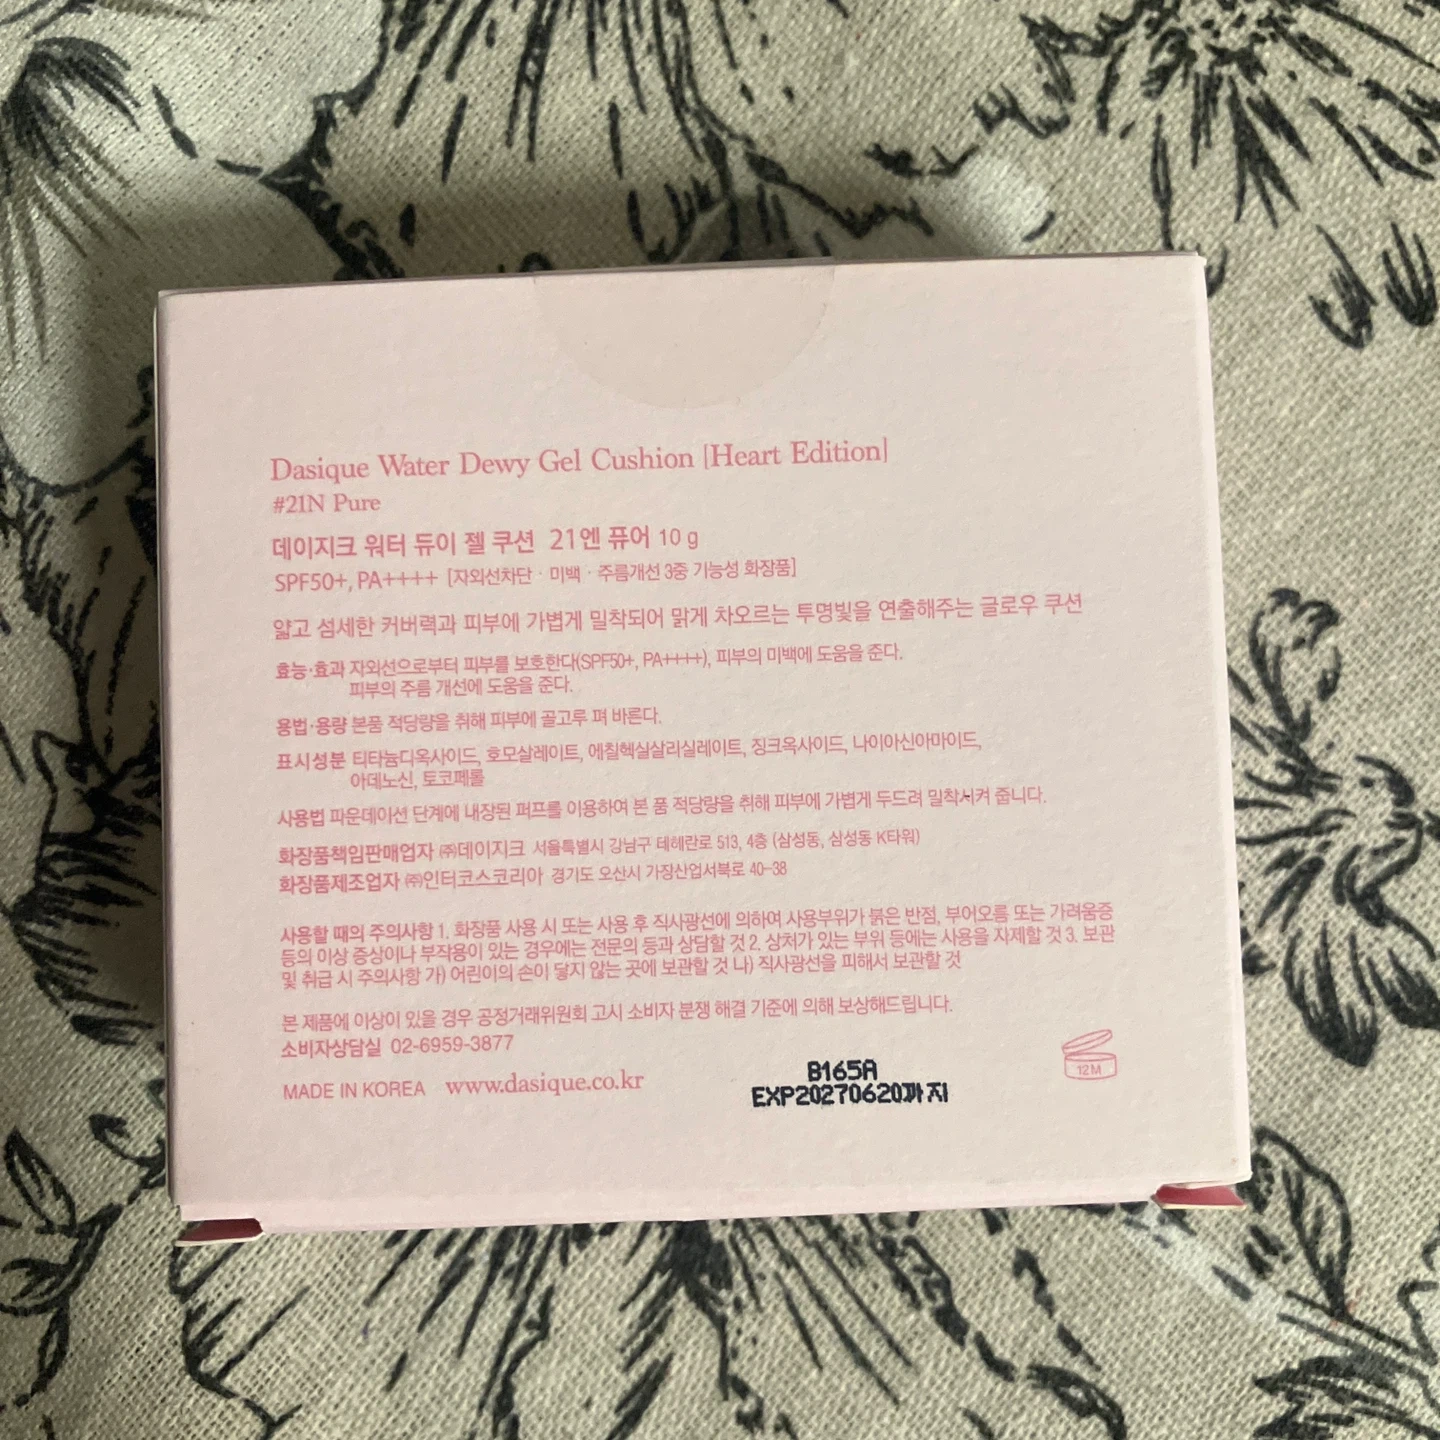 Dasique Water Dewy Gel Cushion [Heart Edition]
#21N Pure
데이지크 워터 듀이 젤 쿠션 21엔 퓨어 10 g
SPF50+, PA++++ [자외선차단 · 미백 · 주름개선 3중 기능성 화장품]
얇고 섬세한 커버력과 피부에 가볍게 밀착되어 맑게 차오르는 투명빛을 연출해주는 글로우 쿠션
효능·효과 자외선으로부터 피부를 보호한다(SPF50+, PA++++), 피부의 미백에 도움을 준다.
피부의 주름 개선에 도움을 준다.
용법·용량 본품 적당량을 취해 피부에 골고루 펴 바른다.
표시성분 티타늄디옥사이드, 호모살레이트, 에칠헥실살리실레이트, 징크옥사이드, 나이아신아마이드,
아데노신, 토코페롤
사용법 파운데이션 단계에 내장된 퍼프를 이용하여 본 품 적당량을 취해 피부에 가볍게 두드려 밀착시켜 줍니다.
화장품책임판매업자 ㈜데이지크 서울특별시 강남구 테헤란로 513, 4층 (삼성동, 삼성동 K타워)
화장품제조업자 ㈜인터코스코리아 경기도 오산시 가장산업서북로 40-38
사용할 때의 주의사항 1. 화장품 사용 시 또는 사용 후 직사광선에 의하여 사용부위가 붉은 반점, 부어오름 또는 가려움증
등의 이상 증상이나 부작용이 있는 경우에는 전문의 등과 상담할 것 2. 상처가 있는 부위 등에는 사용을 자제할 것 3. 보관
및 취급 시 주의사항 가) 어린이의 손이 닿지 않는 곳에 보관할 것 나) 직사광선을 피해서 보관할 것
본 제품에 이상이 있을 경우 공정거래위원회 고시 소비자 분쟁 해결 기준에 의해 보상해드립니다.
소비자상담실 02-6959-3877
MADE IN KOREA www.dasique.co.kr
B165A
EXP20270620까지
12M